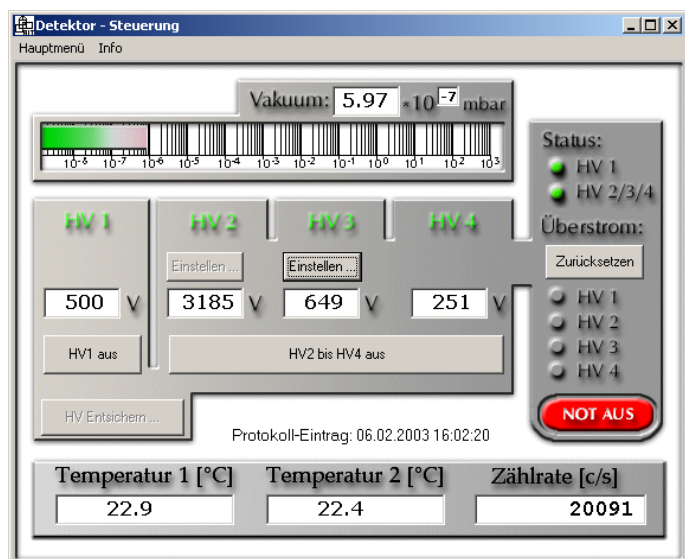 Detektor - Steuerung
Hauptmenü Info
Vakuum: 5.97 *10 -7 mbar
10-8 10-7 10-6 10-5 10-4 10-3 10-2 10-1 100 101 102 103
Status:
HV 1
HV 2/3/4
HV 1 HV 2 HV 3 HV 4
Überstrom:
Einstellen ... Einstellen ... Zurücksetzen
500 V 3185 V 649 V 251 V
HV 1
HV 2
HV 3
HV 4
HV1 aus HV2 bis HV4 aus
HV Entsichern ...
NOT AUS
Protokoll-Eintrag: 06.02.2003 16:02:20
Temperatur 1 [°C] Temperatur 2 [°C] Zählrate [c/s]
22.9 22.4 20091